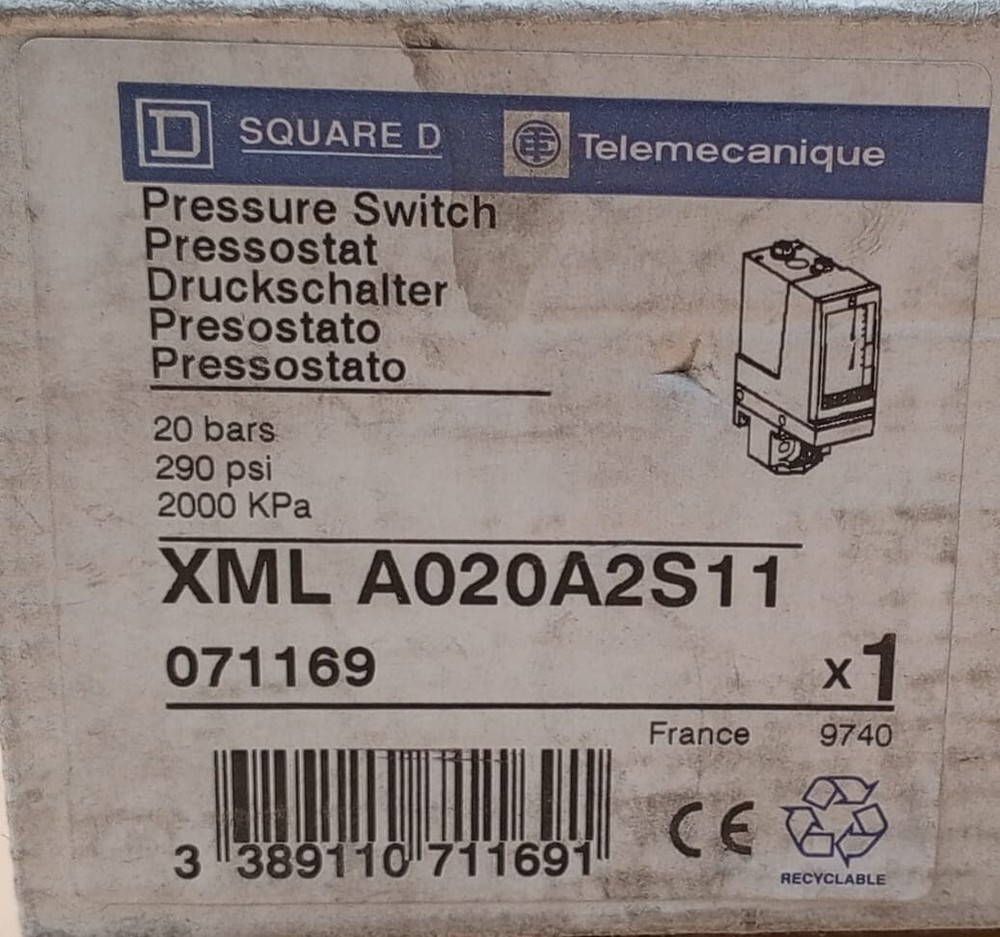 D SQUARE D Telemecanique
Pressure Switch
Pressostat
Druckschalter
Presostato
Pressostato
20 bars
290 psi
2000 KPa
XML A020A2S11
071169 x1
France 9740
3 389110 711691
CE
RECYCLABLE